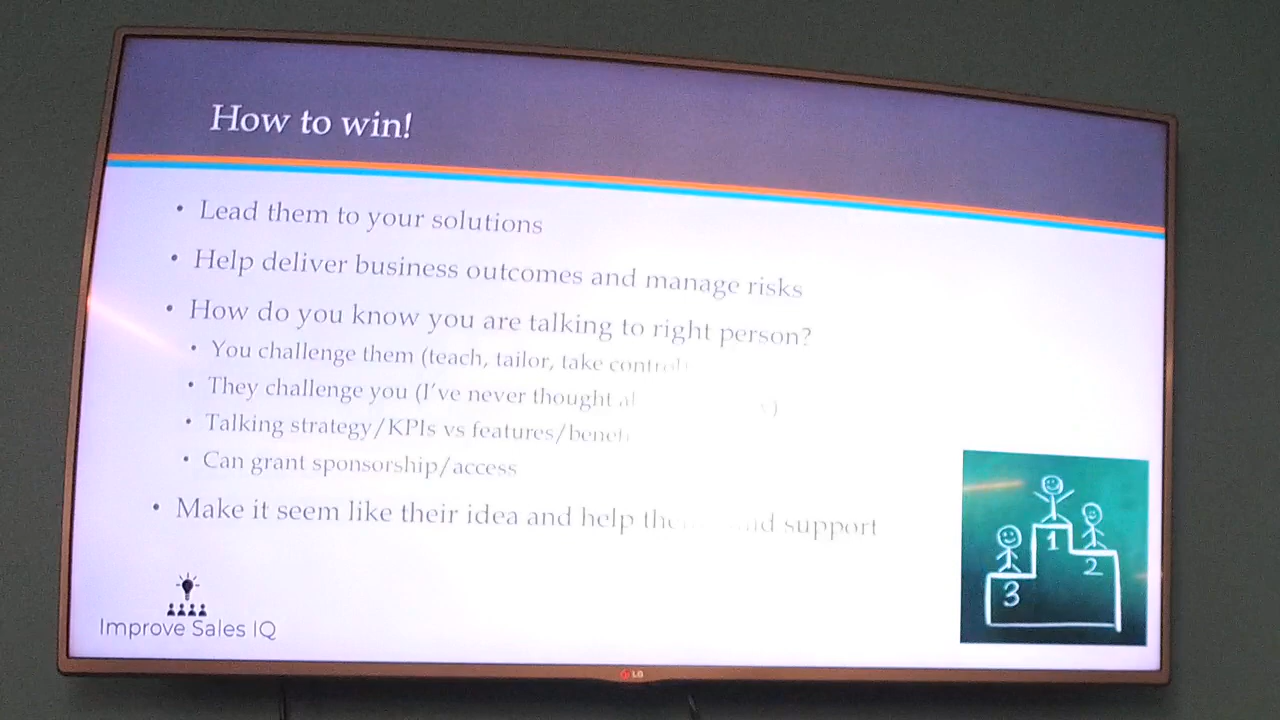 How to win!
• Lead them to your solutions
• Help deliver business outcomes and manage risks
• How do you know you are talking to right person?
• You challenge them (teach, tailor, take control
• They challenge you (I've never thought
• Talking strategy/KPIs vs features/
• Can grant sponsorship/access
• Make it seem like their idea and help support
1
2
3
Improve Sales IQ
LG